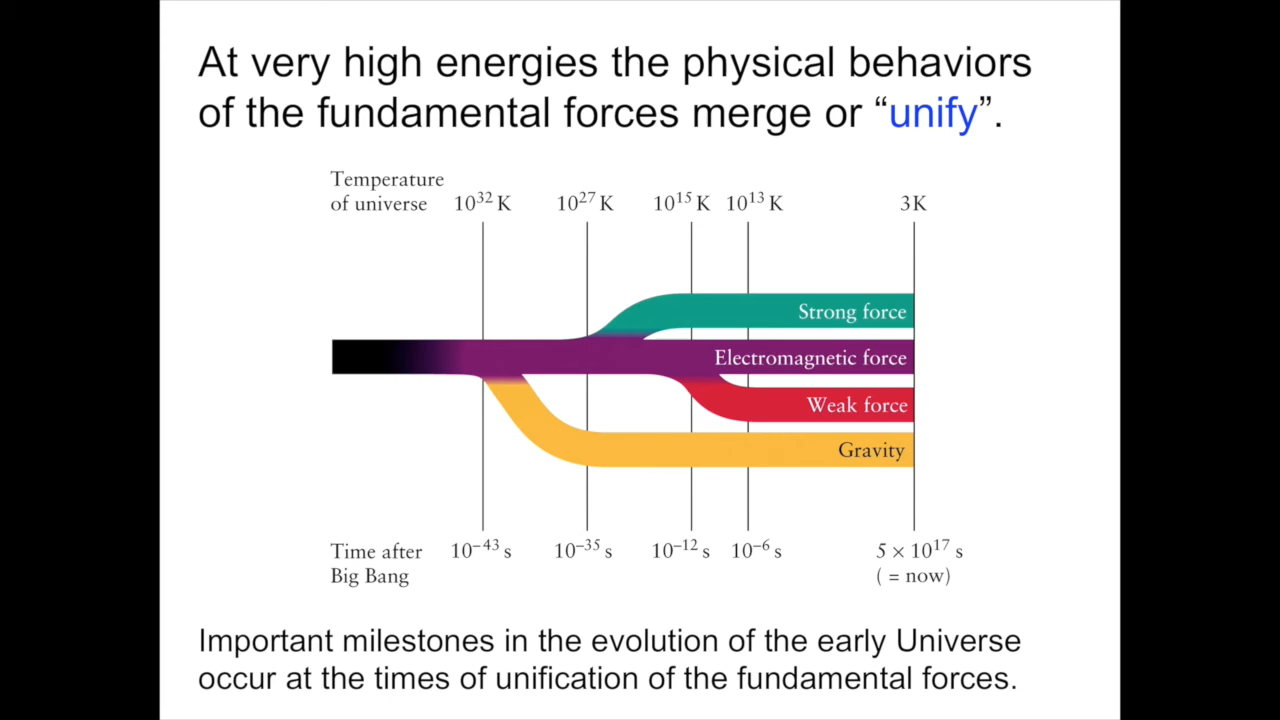 At very high energies the physical behaviors
of the fundamental forces merge or “unify”.
Temperature
of universe 10³² K 10²⁷ K 10¹⁵ K 10¹³ K 3K
Strong force
Electromagnetic force
Weak force
Gravity
Time after 10⁻⁴³ s 10⁻³⁵ s 10⁻¹² s 10⁻⁶ s 5 × 10¹⁷ s
Big Bang ( = now)
Important milestones in the evolution of the early Universe
occur at the times of unification of the fundamental forces.